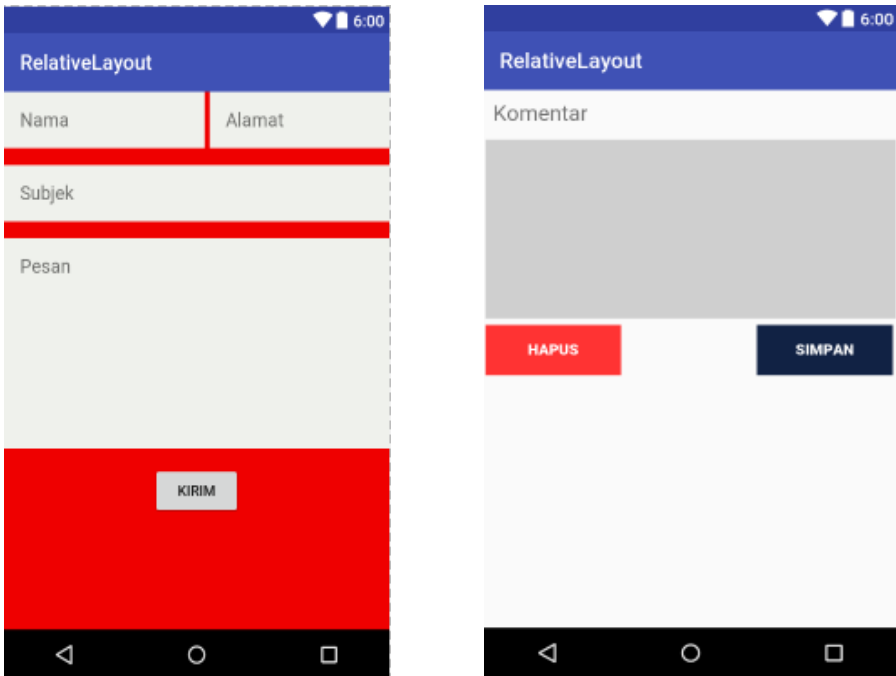 6:00
RelativeLayout
Nama Alamat
Subjek
Pesan
KIRIM
6:00
RelativeLayout
Komentar
HAPUS SIMPAN